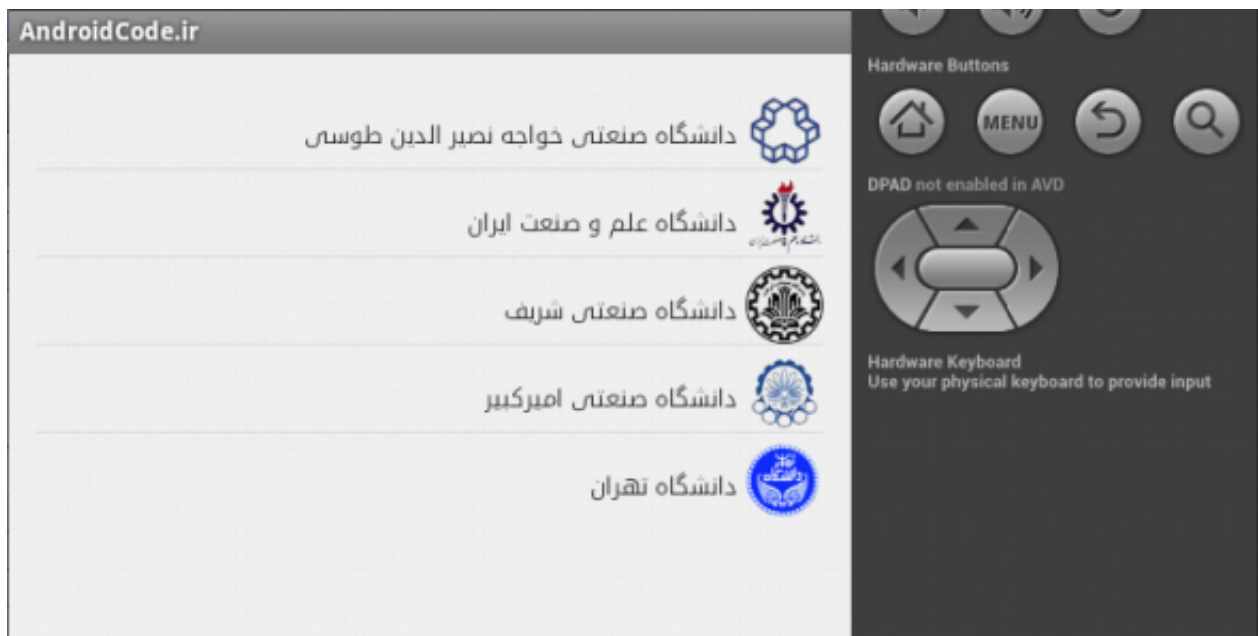 AndroidCode.ir
دانشگاه صنعتی خواجه نصیر الدین طوسی
دانشگاه علم و صنعت ایران
دانشگاه صنعتی شریف
دانشگاه صنعتی امیرکبیر
دانشگاه تهران
Hardware Buttons
MENU
DPAD not enabled in AVD
Hardware Keyboard
Use your physical keyboard to provide input